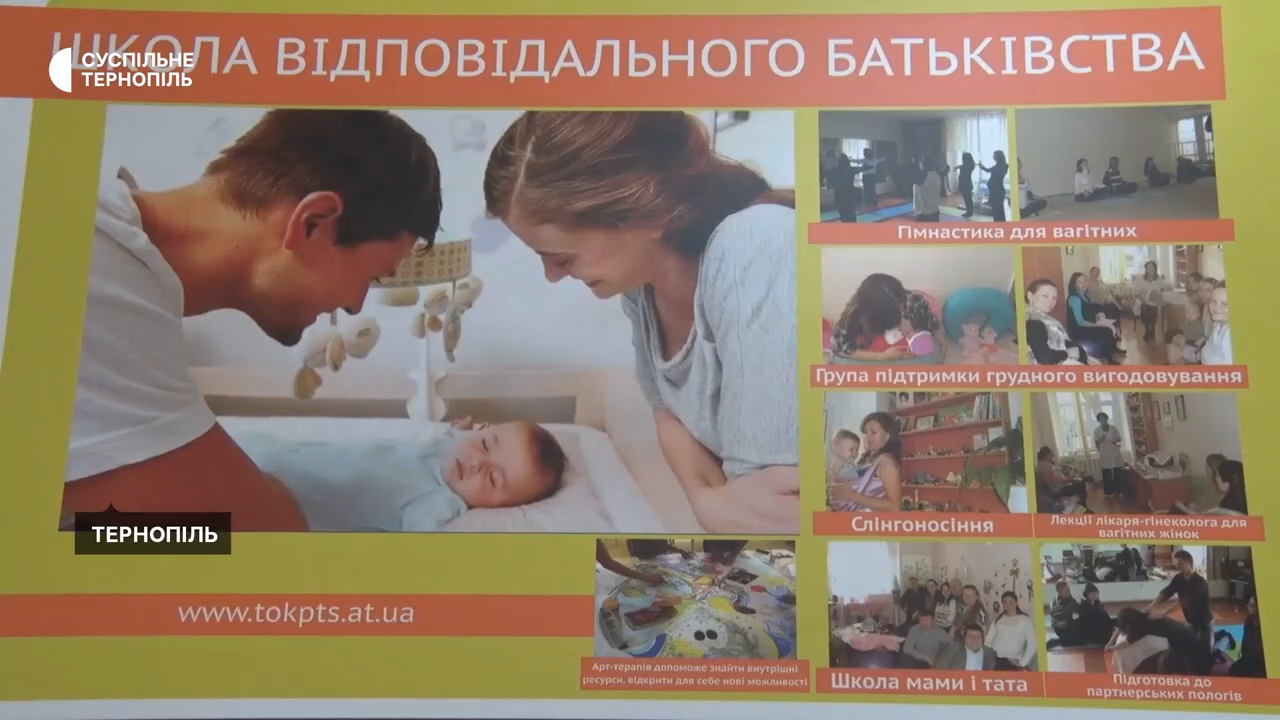 ШКОЛА ВІДПОВІДАЛЬНОГО БАТЬКІВСТВА
СУСПІЛЬНЕ
ТЕРНОПІЛЬ
Гімнастика для вагітних
Група підтримки грудного вигодовування
Слінгоносіння
Лекції лікаря-гінеколога для
вагітних жінок
ТЕРНОПІЛЬ
www.tokpts.at.ua
Арт-терапія допоможе знайти внутрішні
ресурси, відкрити для себе нові можливості
Школа мами і тата
Підготовка до
партнерських пологів